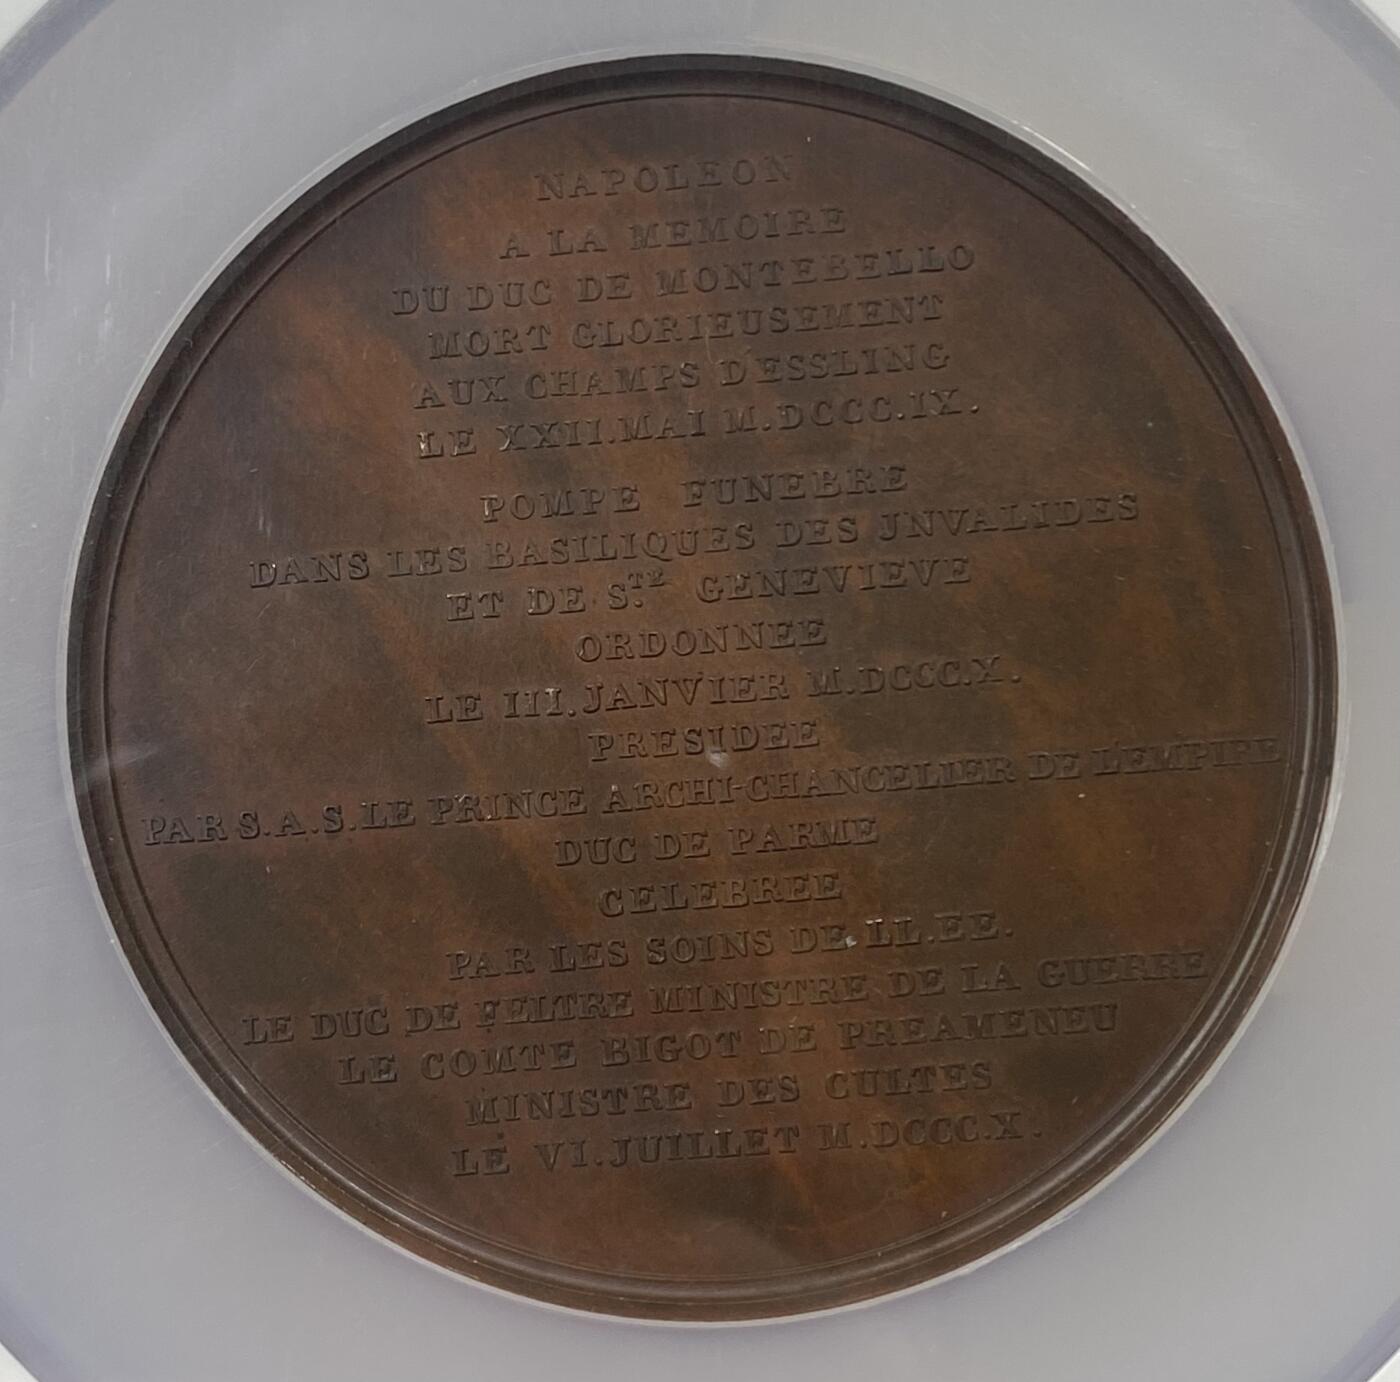 NAPOLEON
A LA MEMOIRE
DU DUC DE MONTEBELLO
MORT GLORIEUSEMENT
AUX CHAMPS D'ESSLING
LE XXII.MAI M.DCCC.IX.
POMPE FUNEBRE
DANS LES BASILIQUES DES JNVALIDES
ET DE S.TE GENEVIEVE
ORDONNEE
LE III.JANVIER M.DCCC.X.
PRESIDEE
PAR S.A.S.LE PRINCE ARCHI-CHANCELIER DE L'EMPIRE
DUC DE PARME
CELEBREE
PAR LES SOINS DE LL.EE.
LE DUC DE FELTRE MINISTRE DE LA GUERRE
LE COMTE BIGOT DE PREAMENEU
MINISTRE DES CULTES
LE VI.JUILLET M.DCCC.X.